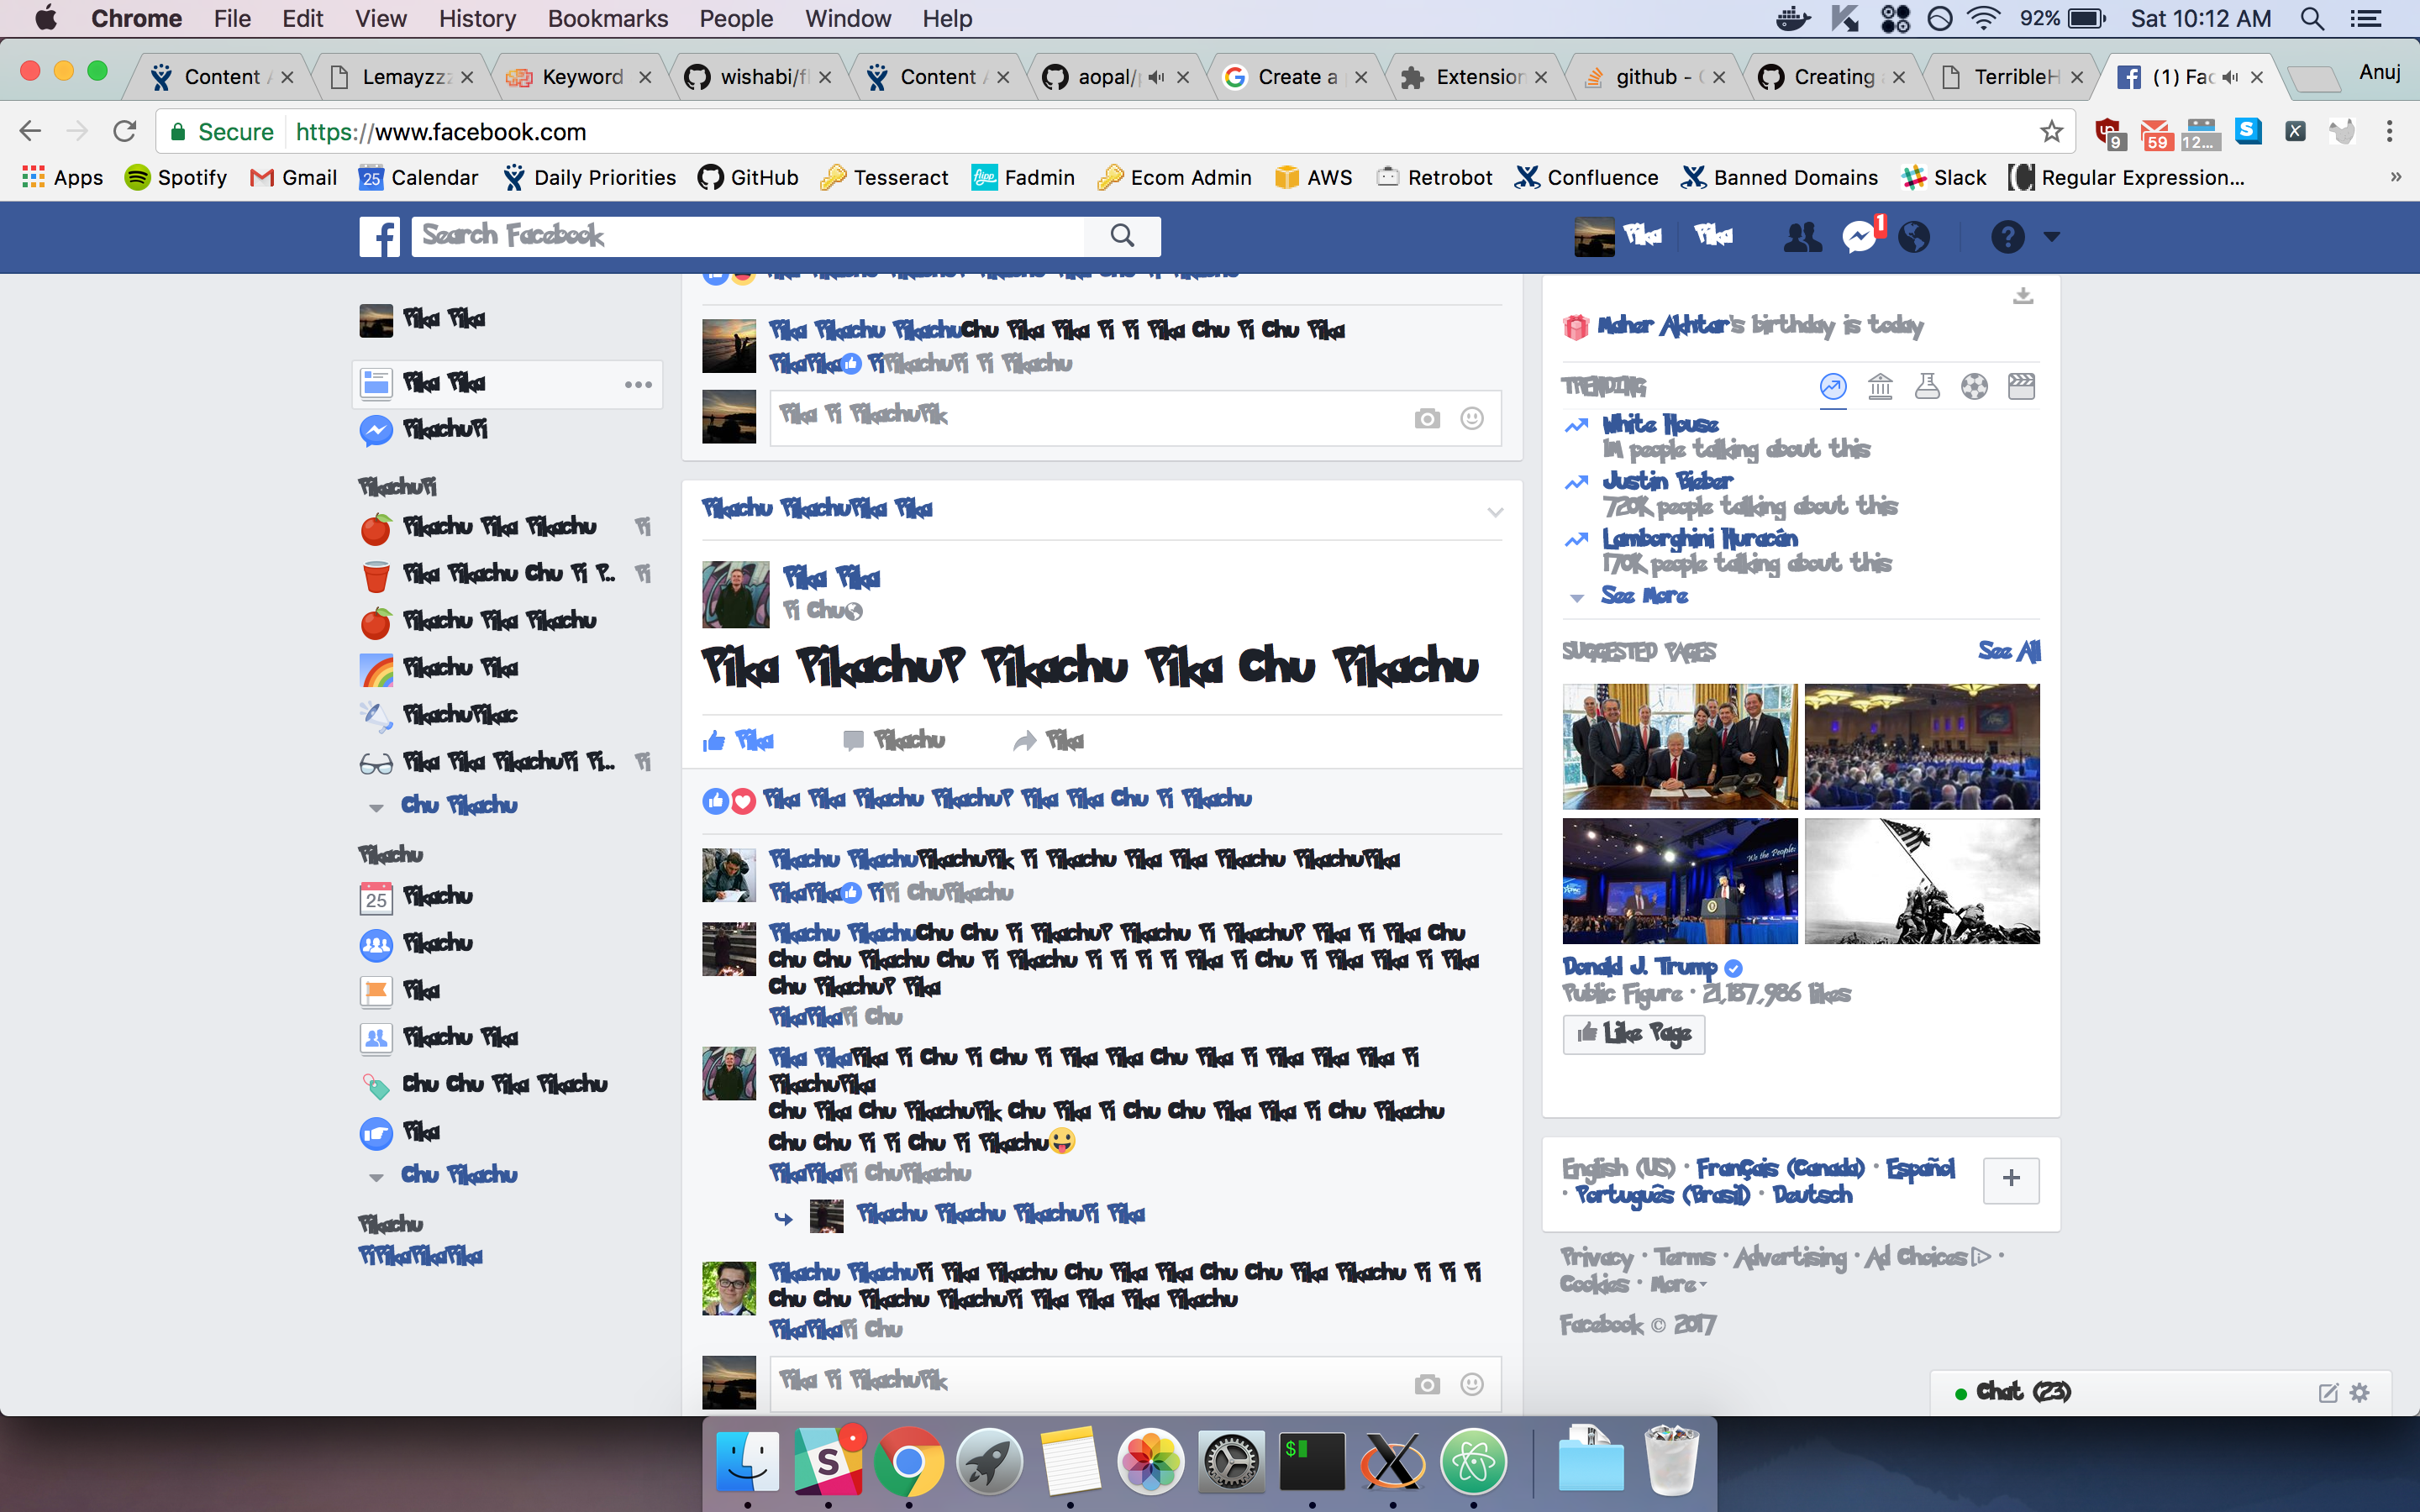 Chrome File Edit View History Bookmarks People Window Help 92% Sat 10:12 AM
Content Lemayzzz Keyword wishabi/fl Content aopal/ Create a Extension github - Creating TerribleH (1) Fac Anuj
Secure https://www.facebook.com 9 59 12...
Apps Spotify Gmail 25 Calendar Daily Priorities GitHub Tesseract flipp Fadmin Ecom Admin AWS Retrobot Confluence Banned Domains Slack Regular Expression... »
Search Facebook Pika Pika 1
Pika Pika
Pika Pika
PikachuPi
PikachuPi
Pikachu Pika Pikachu Pi
Pika Pikachu Chu Pi P... Pi
Pikachu Pika Pikachu
Pikachu Pika
PikachuPikac
Pika Pika PikachuPi Pi... Pi
Chu Pikachu
Pikachu
25 Pikachu
Pikachu
Pika
Pikachu Pika
Chu Chu Pika Pikachu
Pika
Chu Pikachu
Pikachu
PiPikaPikaPika
Pika Pikachu PikachuChu Pika Pika Pi Pi Pika Chu Pi Chu Pika
PikaPika PiPikachuPi Pi Pikachu
Pika Pi PikachuPik
Pikachu PikachuPika Pika
Pika Pika
Pi Chu
Pika PikachuP Pikachu Pika Chu Pikachu
Pika Pikachu Pika
Pika Pika Pikachu PikachuP Pika Pika Chu Pi Pikachu
Pikachu PikachuPikachuPik Pi Pikachu Pika Pika Pikachu PikachuPika
PikaPika PiPi ChuPikachu
Pikachu PikachuChu Chu Pi PikachuP Pikachu Pi PikachuP Pika Pi Pika Chu
Chu Chu Pikachu Chu Pi Pikachu Pi Pi Pi Pi Pika Pi Chu Pi Pika Pika Pi Pika
Chu PikachuP Pika
PikaPikaPi Chu
Pika PikaPika Pi Chu Pi Chu Pi Pika Pika Chu Pika Pi Pika Pika Pika Pi
PikachuPika
Chu Pika Chu PikachuPik Chu Pika Pi Chu Chu Pika Pika Pi Chu Pikachu
Chu Chu Pi Pi Chu Pi Pikachu
PikaPikaPi ChuPikachu
Pikachu Pikachu PikachuPi Pika
Pikachu PikachuPi Pika Pikachu Chu Pika Pika Chu Chu Pika Pikachu Pi Pi Pi
Chu Chu Pikachu PikachuPi Pika Pika Pika Pikachu
PikaPikaPi Chu
Pika Pi PikachuPik
Maher Akhtar's birthday is today
TRENDING
White House
1M people talking about this
Justin Bieber
720K people talking about this
Lamborghini Huracán
170K people talking about this
See More
SUGGESTED PAGES See All
We the People
Donald J. Trump
Public Figure · 21,187,986 likes
Like Page
English (US) · Français (Canada) · Español
· Português (Brasil) · Deutsch
+
Privacy · Terms · Advertising · Ad Choices ·
Cookies · More
Facebook © 2017
Chat (23)